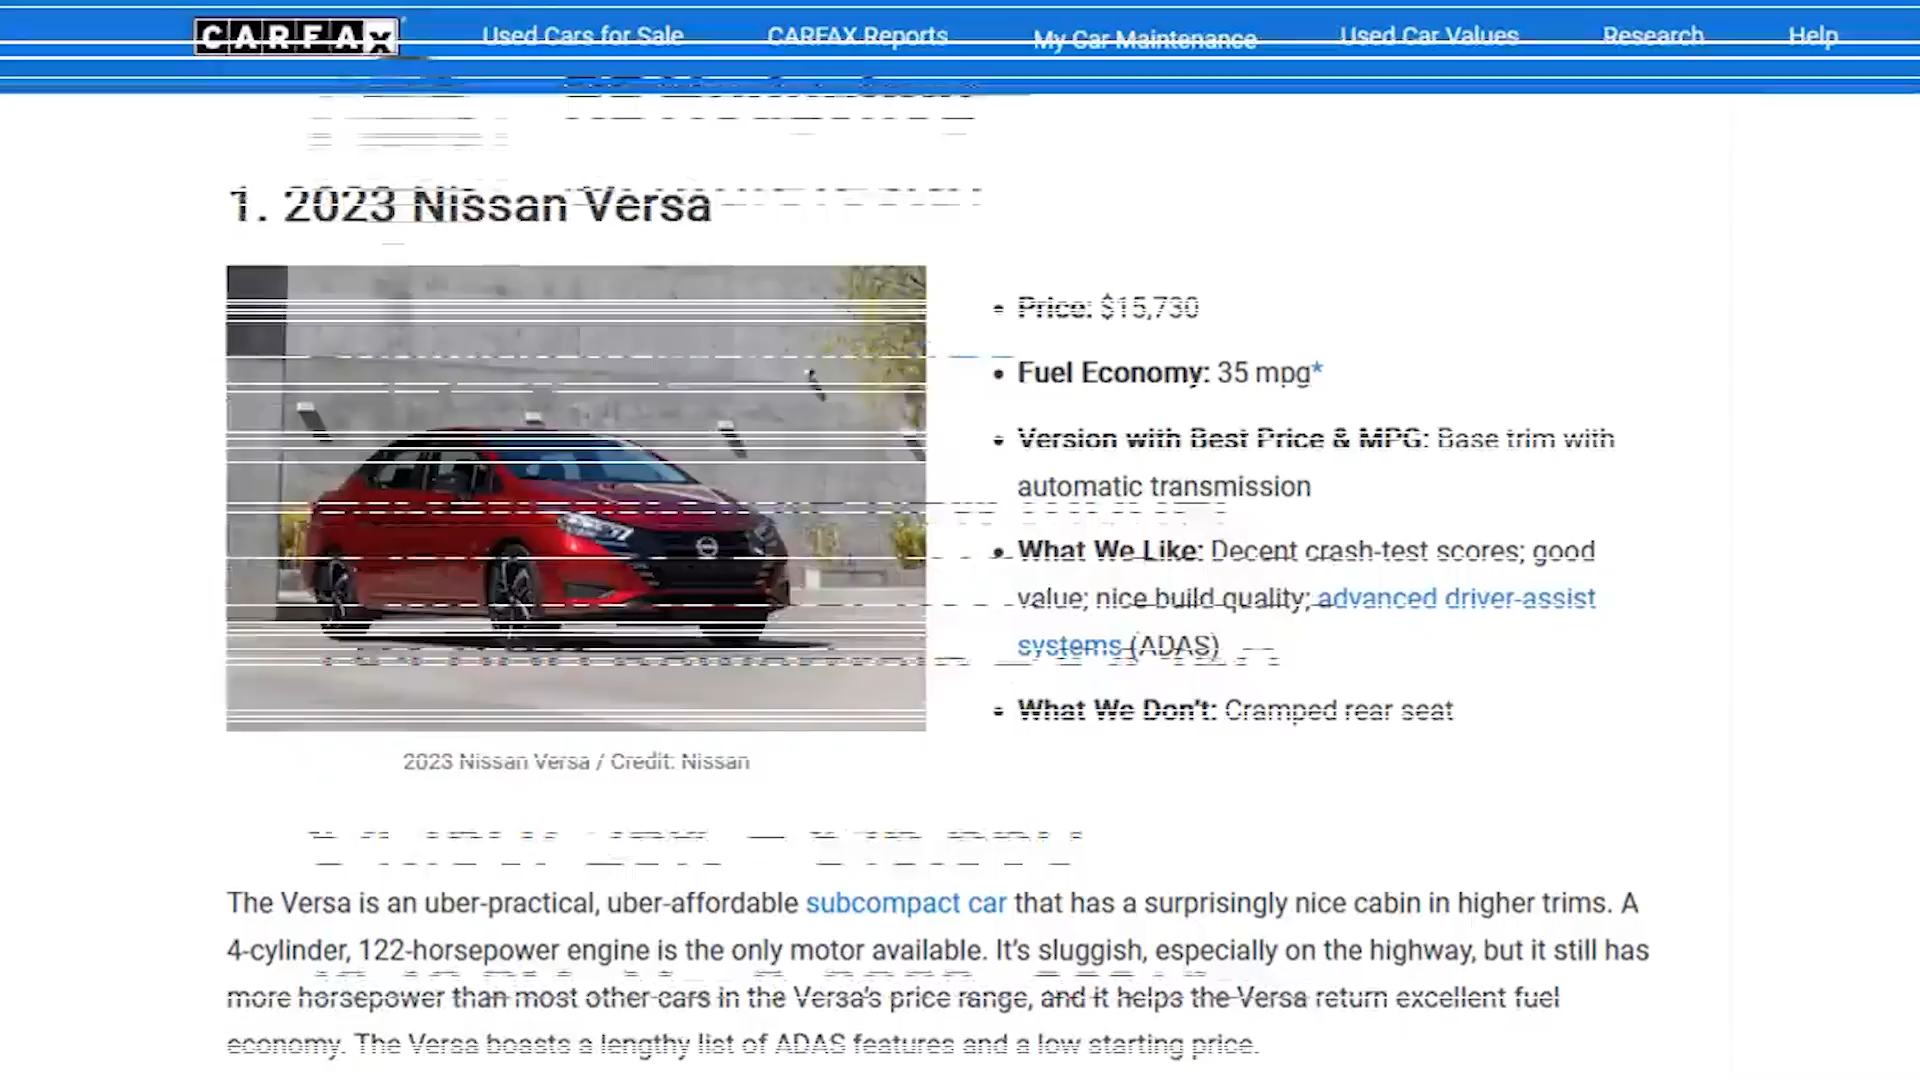 CARFAX
Used Cars for Sale
CARFAX Reports
My Car Maintenance
Used Car Values
Research
Help
1. 2023 Nissan Versa
• Price: $15,730
• Fuel Economy: 35 mpg*
• Version with Best Price & MPG: Base trim with
automatic transmission
• What We Like: Decent crash-test scores; good
value; nice build quality; advanced driver-assist
systems (ADAS)
• What We Don't: Cramped rear seat
2023 Nissan Versa / Credit: Nissan
The Versa is an uber-practical, uber-affordable subcompact car that has a surprisingly nice cabin in higher trims. A
4-cylinder, 122-horsepower engine is the only motor available. It's sluggish, especially on the highway, but it still has
more horsepower than most other cars in the Versa's price range, and it helps the Versa return excellent fuel
economy. The Versa boasts a lengthy list of ADAS features and a low starting price.